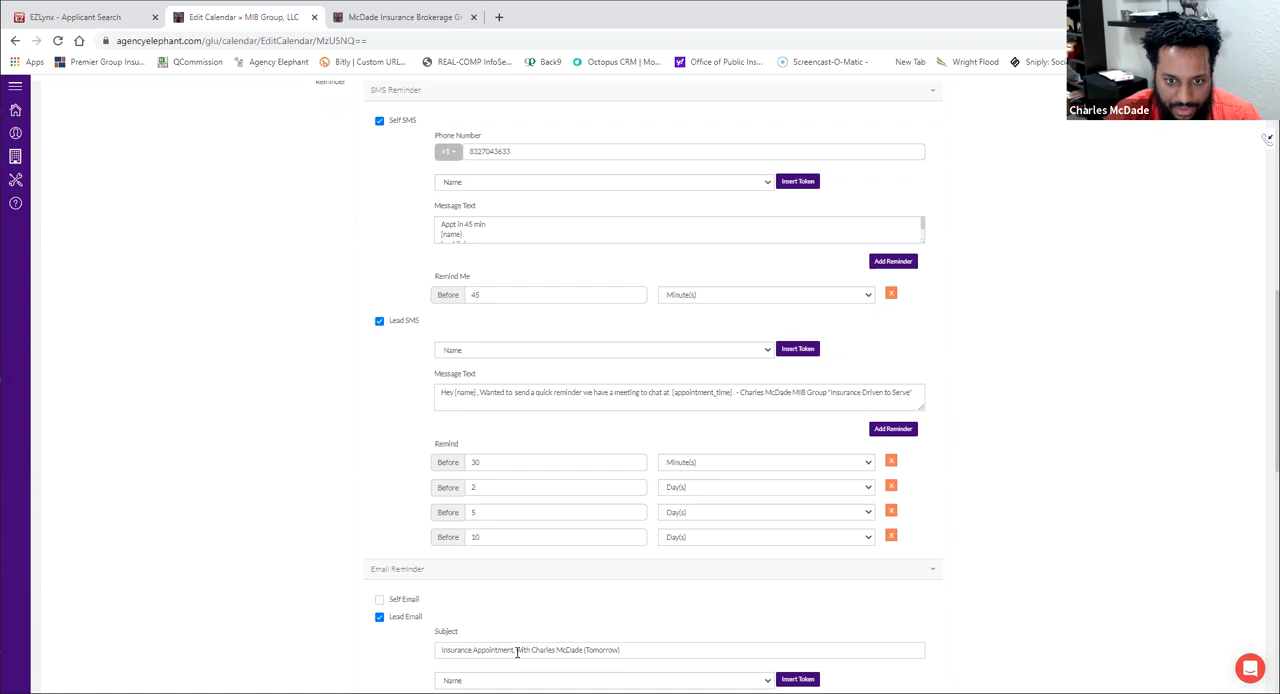 EZLynx - Applicant Search
Edit Calendar » MIB Group, LLC
McDade Insurance Brokerage Gr
agencyelephant.com/glu/calendar/EditCalendar/MzU5NQ==
Apps
Premier Group Insu...
QCommission
Agency Elephant
Bitly | Custom URL...
REAL-COMP InfoSe...
Back9
Octopus CRM | Mo...
Office of Public Ins...
Screencast-O-Matic -
New Tab
Wright Flood
Sniply: Soci
Charles McDade
Reminder
SMS Reminder
Self SMS
Phone Number
+1
8327043633
Name
Insert Token
Message Text
Appt in 45 min
{name}
Add Reminder
Remind Me
Before 45 Minute(s) x
Lead SMS
Name
Insert Token
Message Text
Hey {name} , Wanted to send a quick reminder we have a meeting to chat at {appointment_time} . - Charles McDade MIB Group "Insurance Driven to Serve"
Add Reminder
Remind
Before 30 Minute(s) x
Before 2 Day(s) x
Before 5 Day(s) x
Before 10 Day(s) x
Email Reminder
Self Email
Lead Email
Subject
Insurance Appointment, with Charles McDade (Tomorrow)
Name
Insert Token